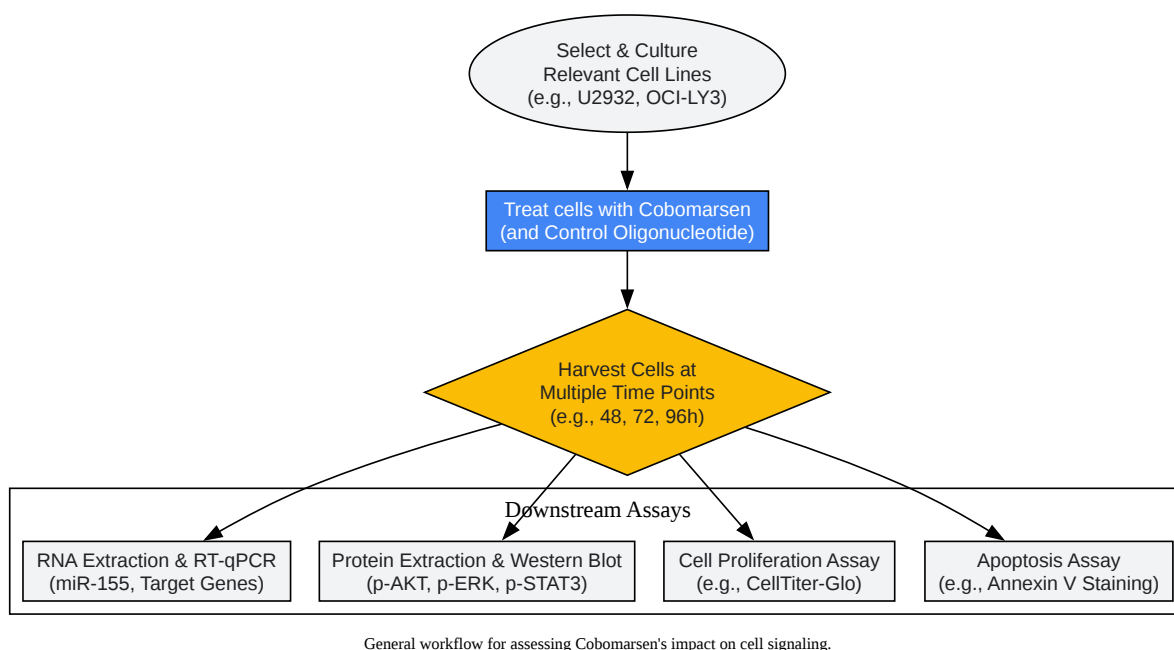 Select & Culture
Relevant Cell Lines
(e.g., U2932, OCI-LY3)
Treat cells with Cobomarsen
(and Control Oligonucleotide)
Harvest Cells at
Multiple Time Points
(e.g., 48, 72, 96h)
Downstream Assays
RNA Extraction & RT-qPCR
(miR-155, Target Genes)
Protein Extraction & Western Blot
(p-AKT, p-ERK, p-STAT3)
Cell Proliferation Assay
(e.g., CellTiter-Glo)
Apoptosis Assay
(e.g., Annexin V Staining)
General workflow for assessing Cobomarsen's impact on cell signaling.